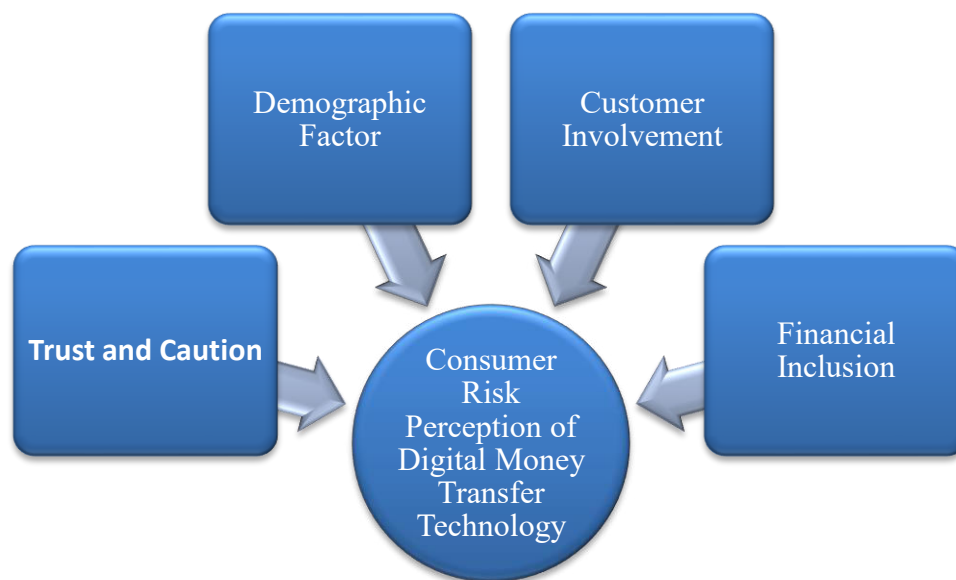 Demographic
Factor
Customer
Involvement
Trust and Caution
Consumer
Risk
Perception of
Digital Money
Transfer
Technology
Financial
Inclusion